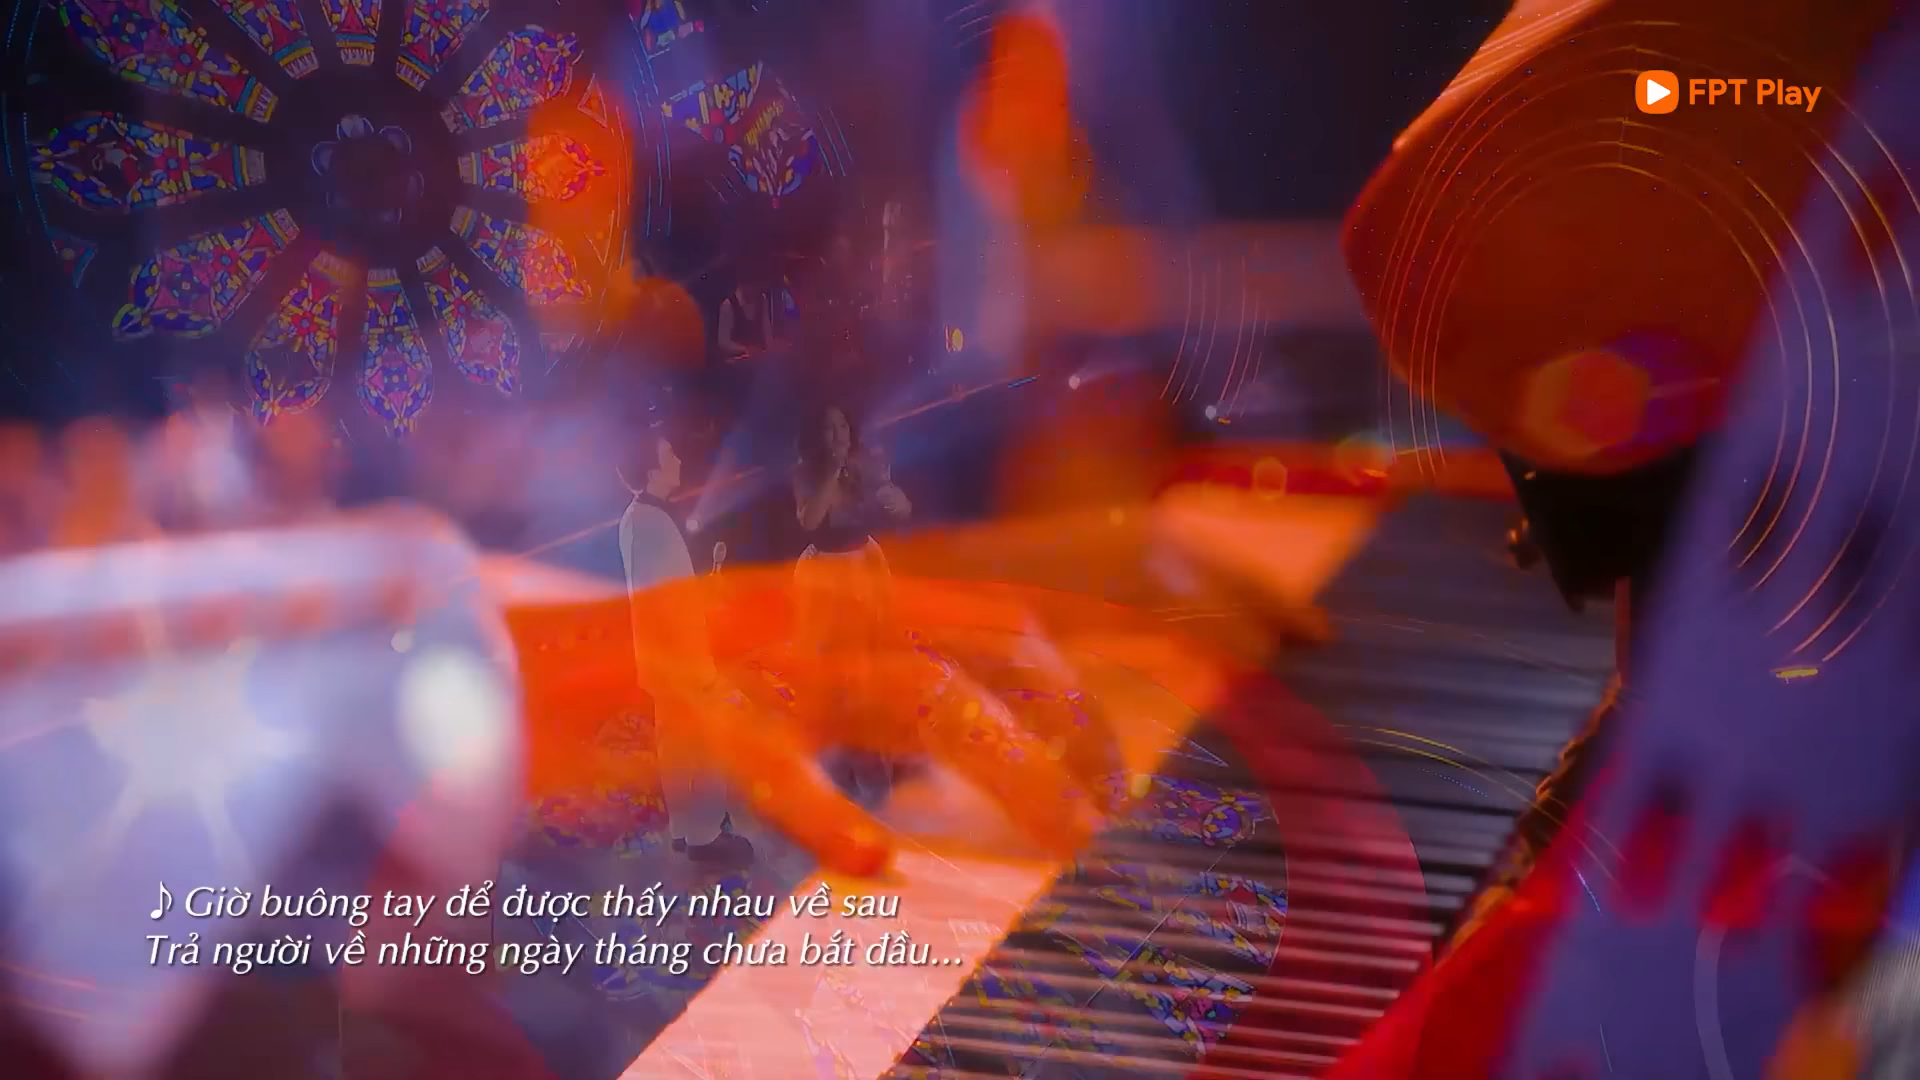 FPT Play
♪ Giờ buông tay để được thấy nhau về sau
Trả người về những ngày tháng chưa bắt đầu...